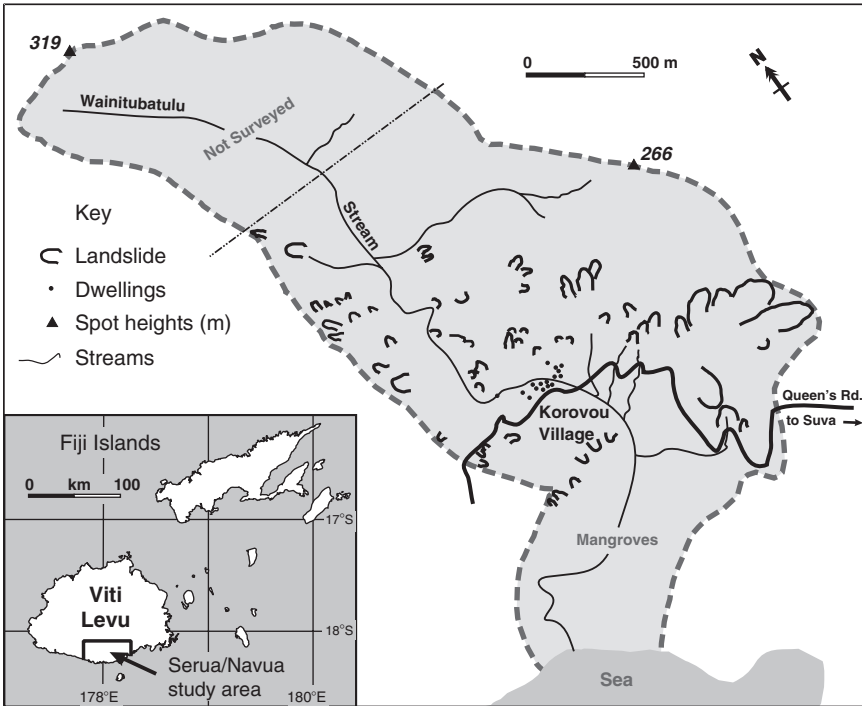 319
0 500 m
N
Wainitubatulu
Not Surveyed
266
Stream
Key
Landslide
Dwellings
Spot heights (m)
Streams
Queen's Rd.
to Suva
Korovou
Village
Mangroves
Sea
Fiji Islands
0 km 100
17°S
Viti
Levu
18°S
Serua/Navua
study area
178°E
180°E